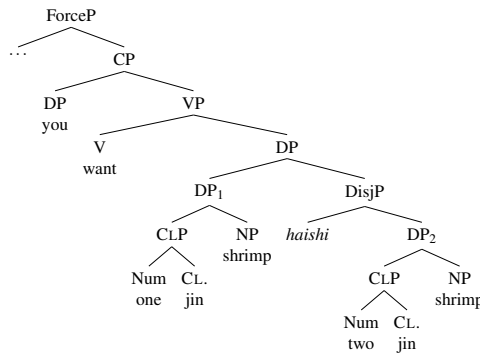 ForceP
... CP
DP VP
you
V DP
want
DP1 DisjP
CLP NP haishi DP2
shrimp
Num CL. CLP NP
one jin shrimp
Num CL.
two jin